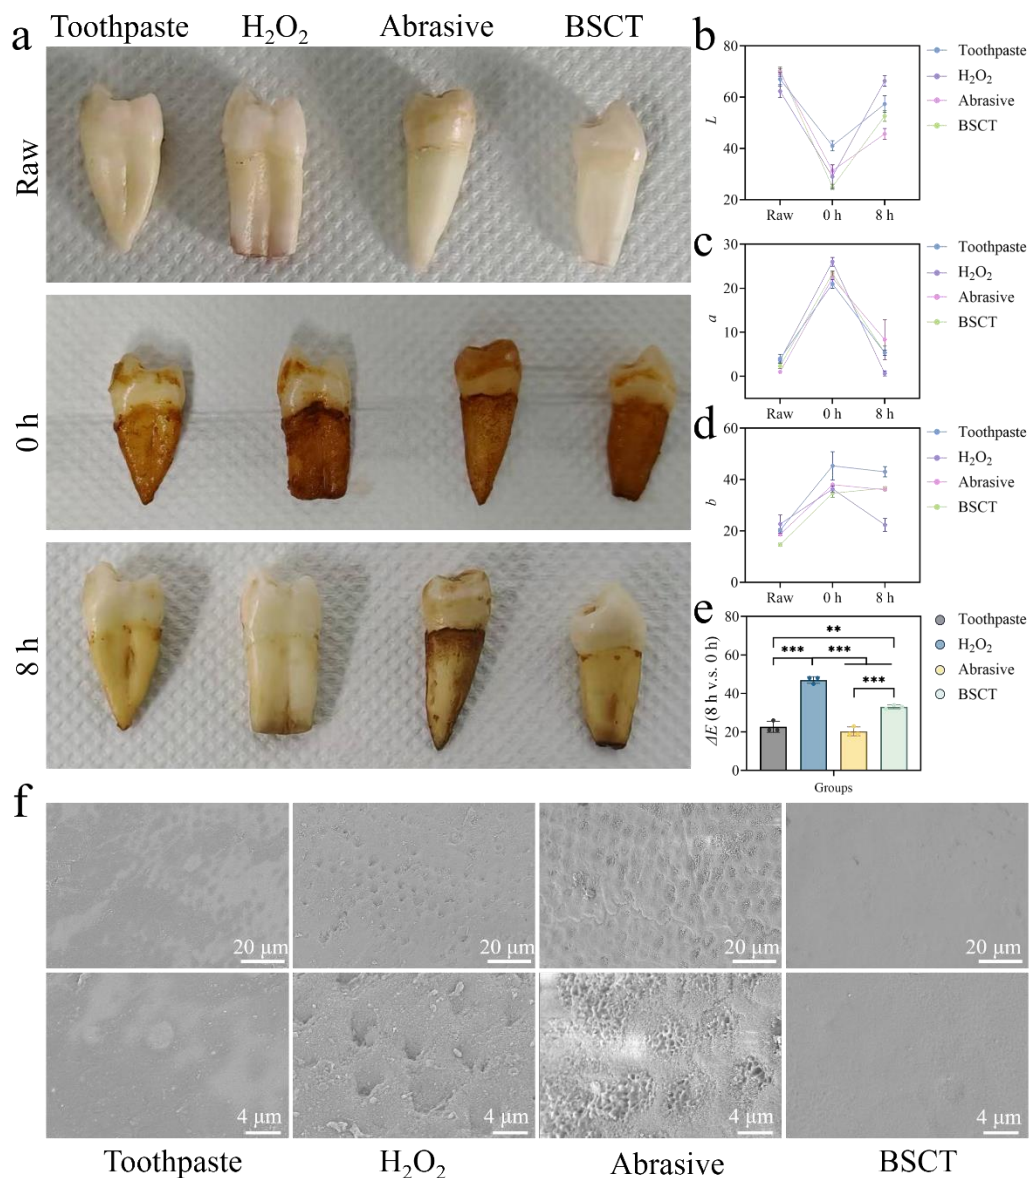 a
Toothpaste H₂O₂ Abrasive BSCT
Raw
0 h
8 h
b
80
60
40
20
L
Raw 0 h 8 h
Toothpaste
H₂O₂
Abrasive
BSCT
c
30
20
10
0
a
Raw 0 h 8 h
Toothpaste
H₂O₂
Abrasive
BSCT
d
60
40
20
0
b
Raw 0 h 8 h
Toothpaste
H₂O₂
Abrasive
BSCT
e
80
60
40
20
0
ΔE (8 h v.s. 0 h)
**
*** ***
***
Groups
Toothpaste
H₂O₂
Abrasive
BSCT
f
20 μm 20 μm 20 μm 20 μm
4 μm 4 μm 4 μm 4 μm
Toothpaste H₂O₂ Abrasive BSCT